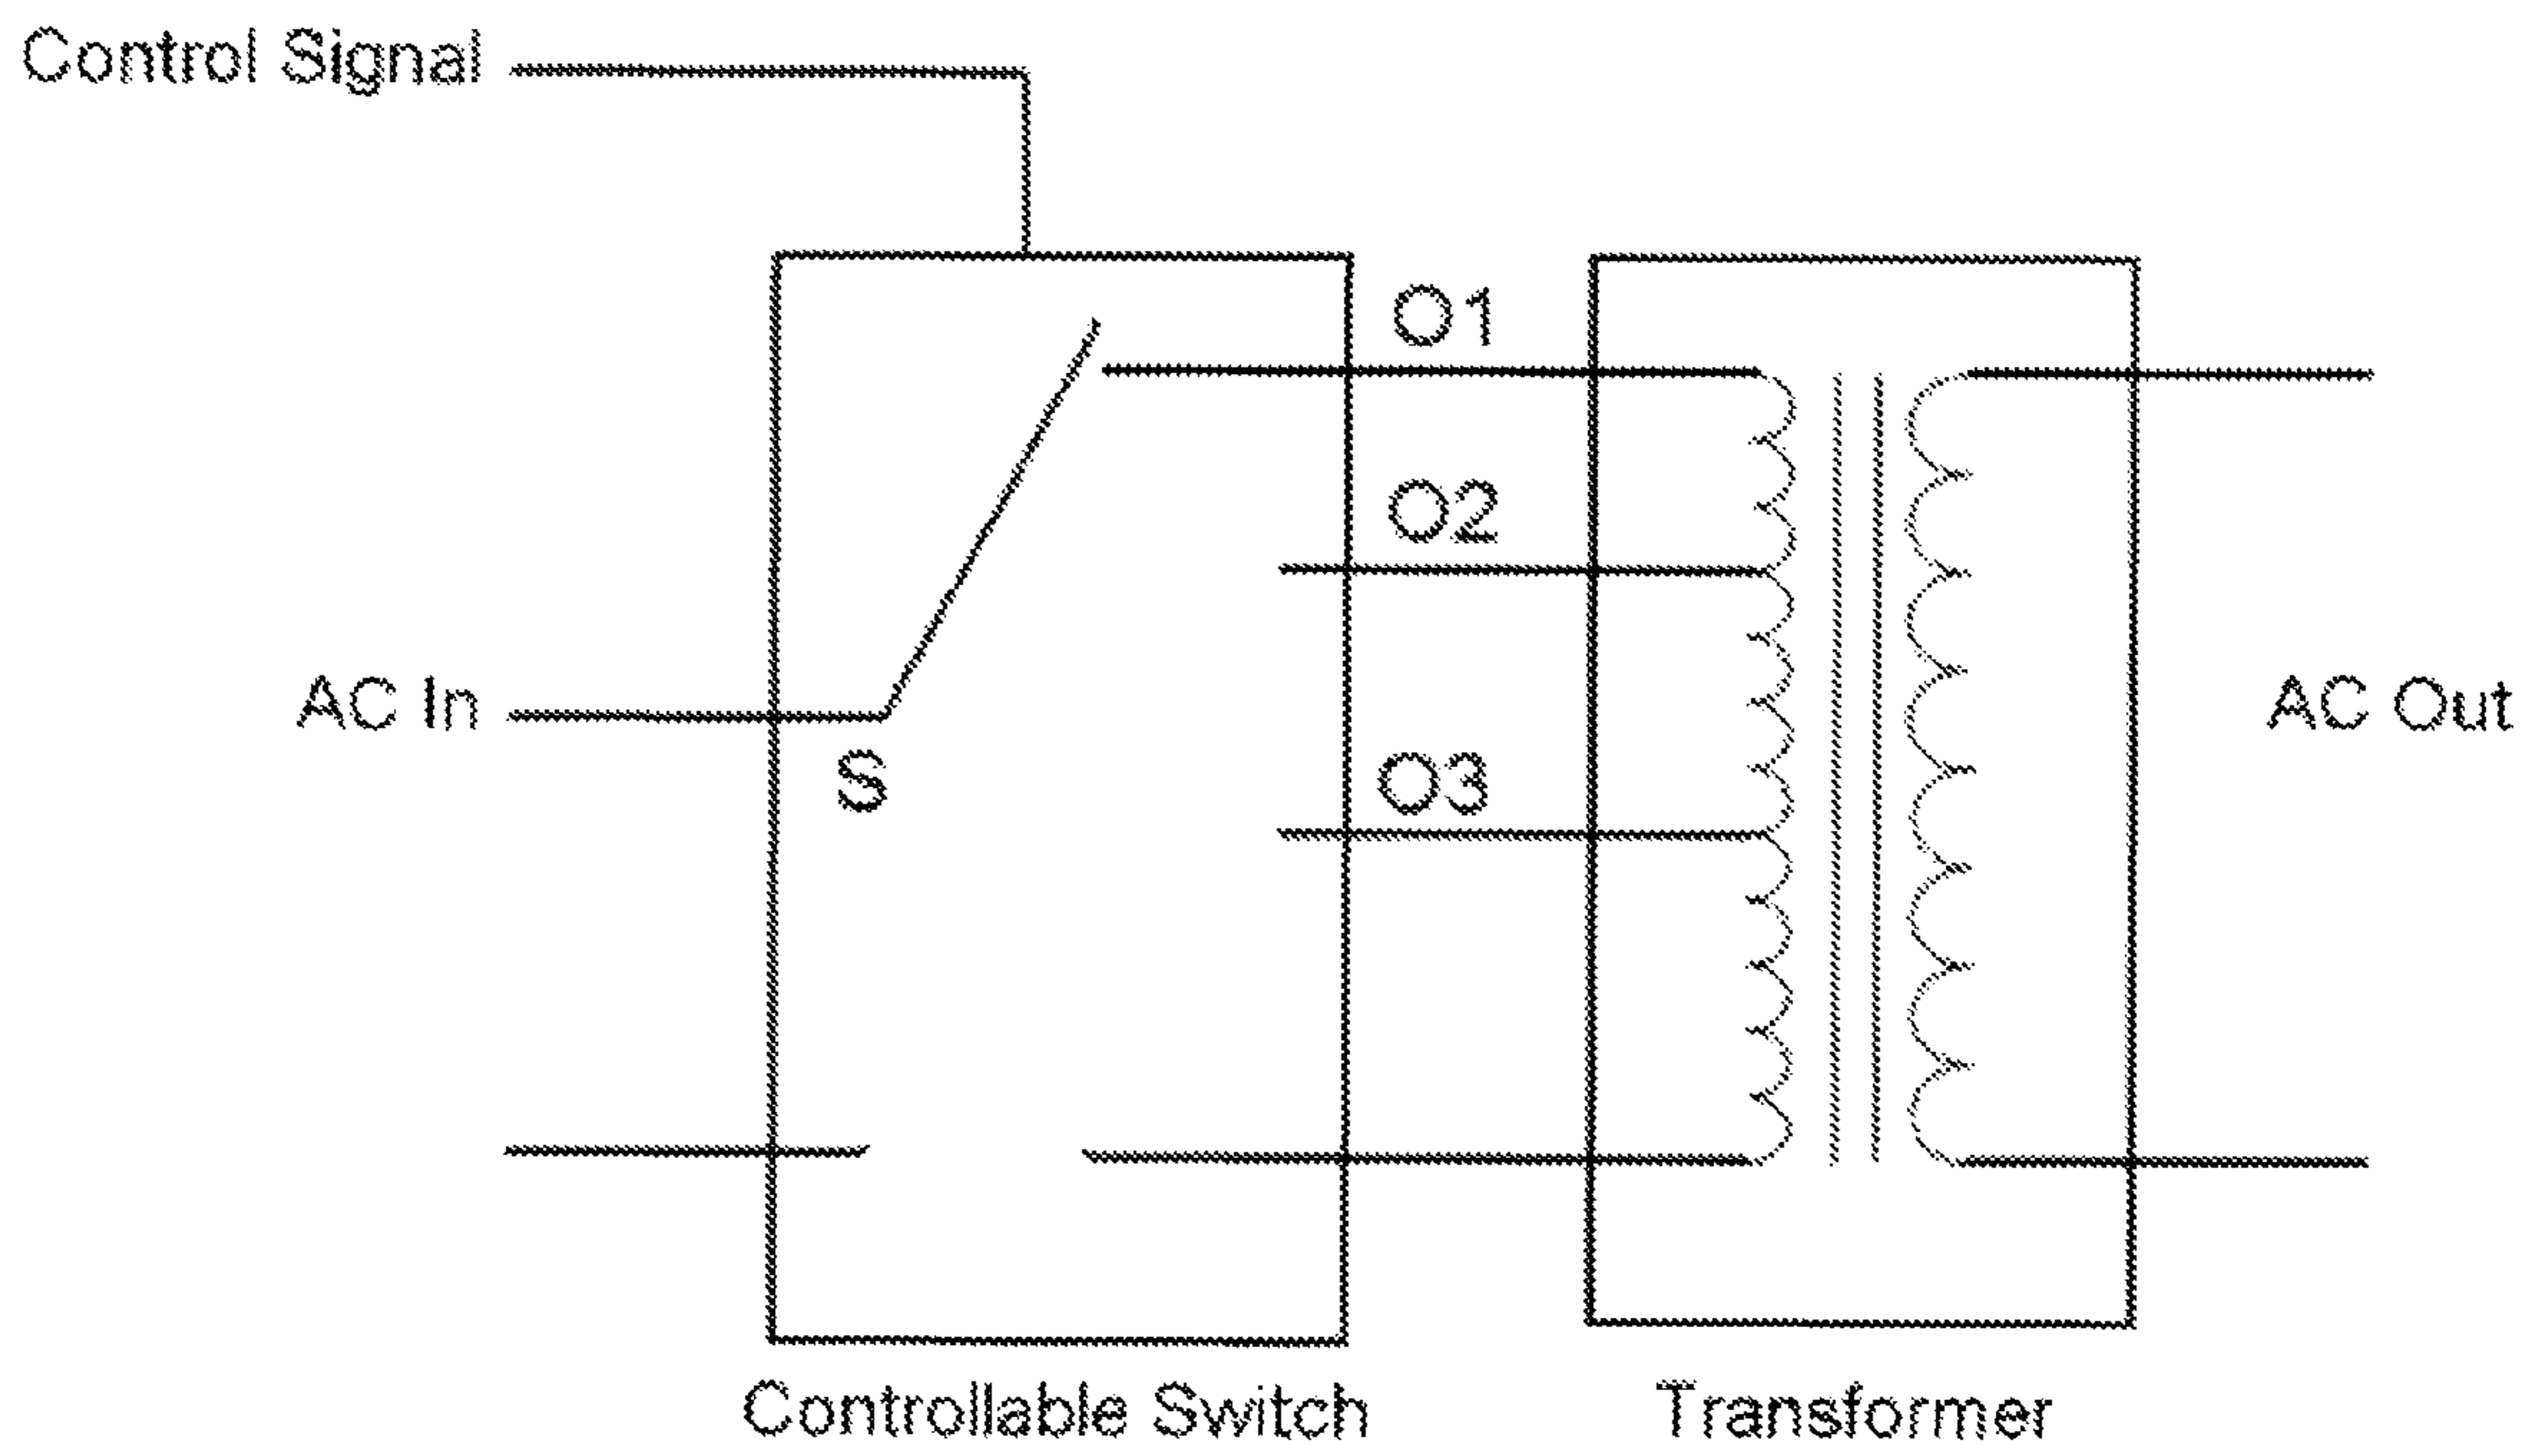 Control Signal
O1
O2
AC In
S
O3
AC Out
Controllable Switch
Transformer